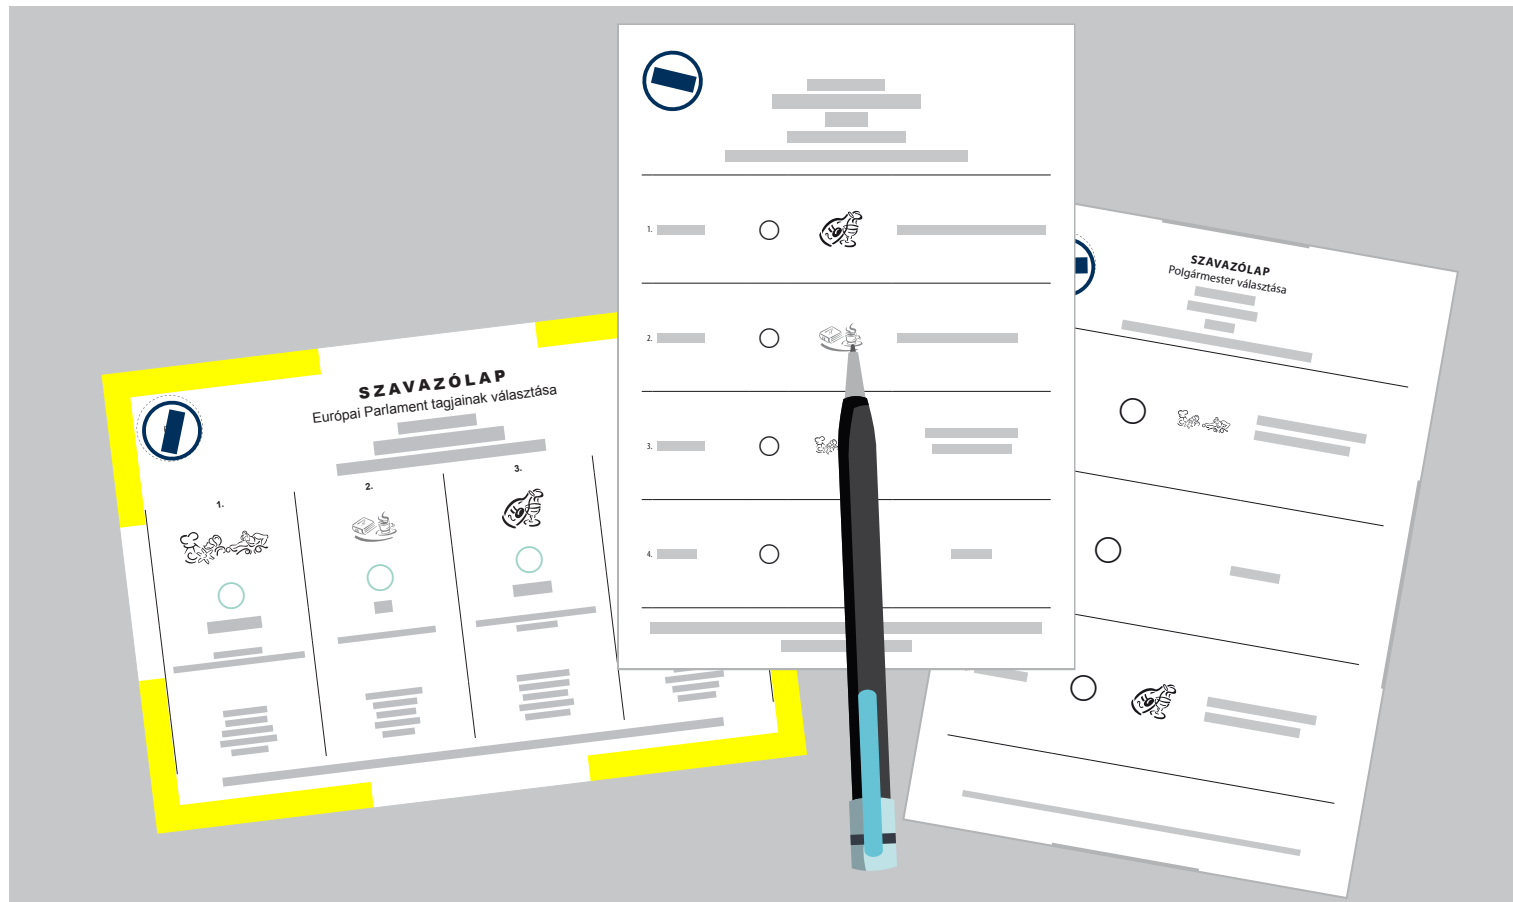 SZAVAZÓLAP
Európai Parlament tagjainak választása
1.
2.
3.
1.
2.
3.
4.
SZAVAZÓLAP
Polgármester választása